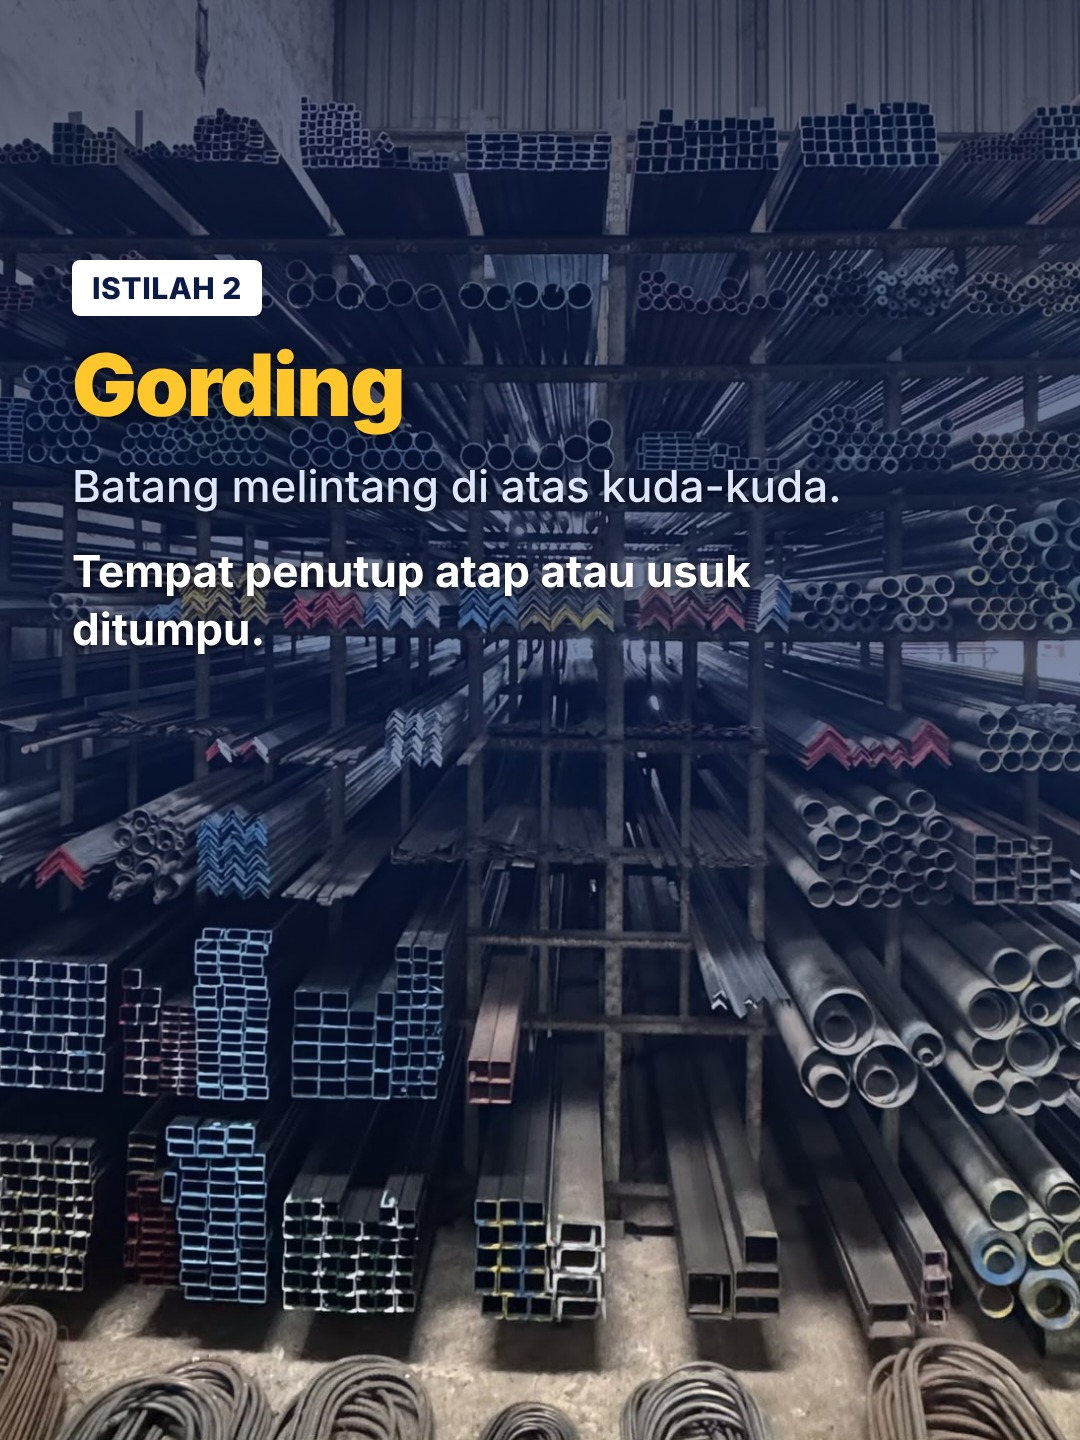 ISTILAH 2
Gording
Batang melintang di atas kuda-kuda.
Tempat penutup atap atau usuk
ditumpu.